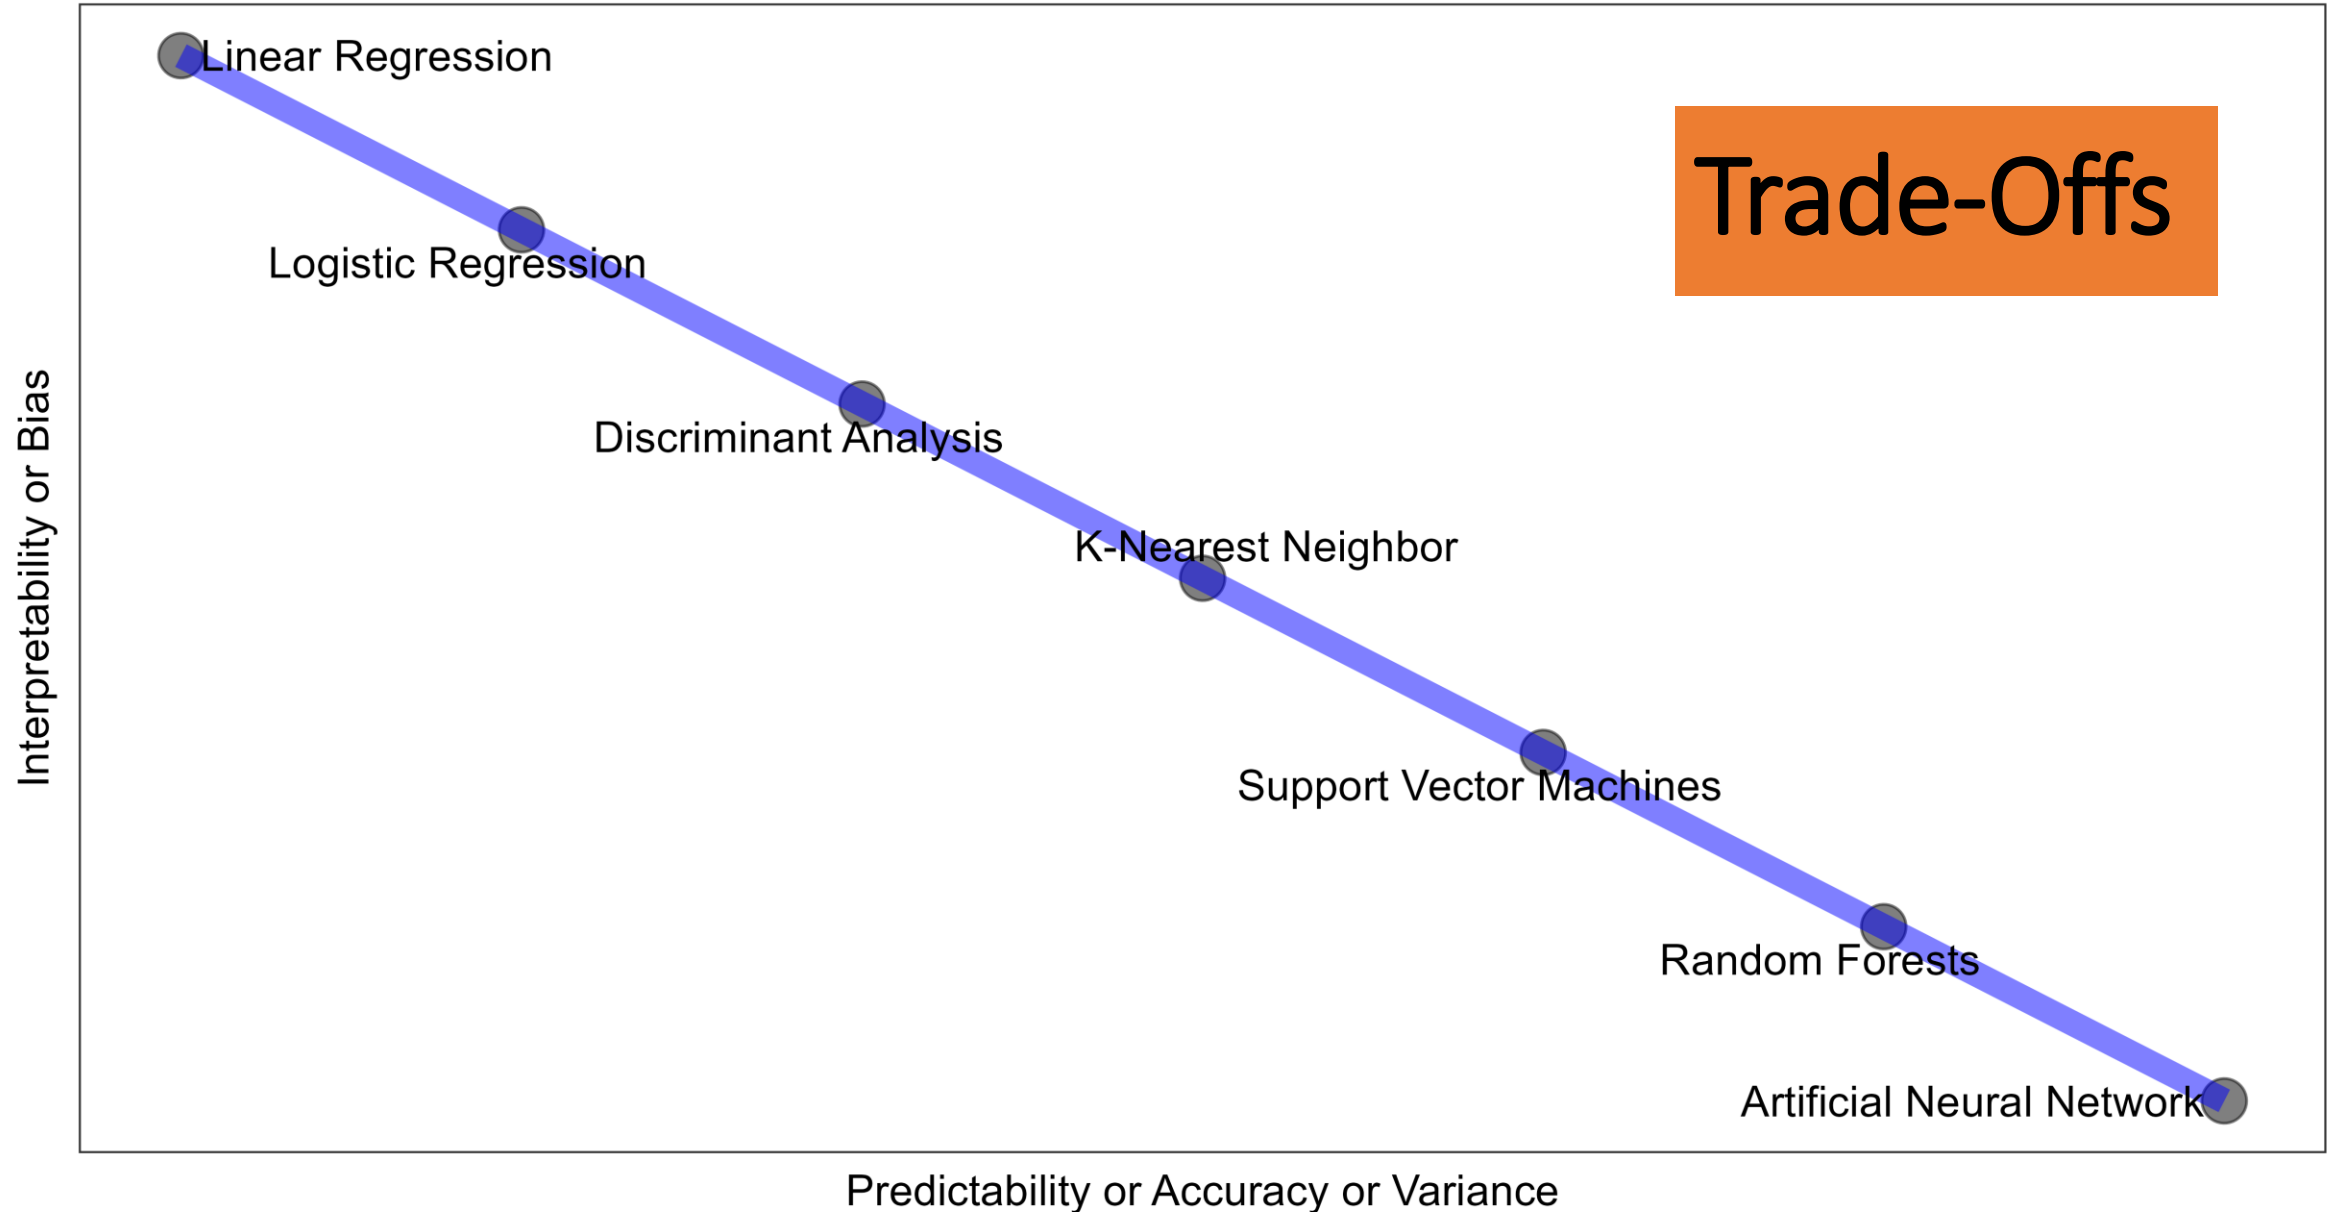 Linear Regression
Trade-Offs
Logistic Regression
Discriminant Analysis
K-Nearest Neighbor
Support Vector Machines
Random Forests
Artificial Neural Network
Interpretability or Bias
Predictability or Accuracy or Variance